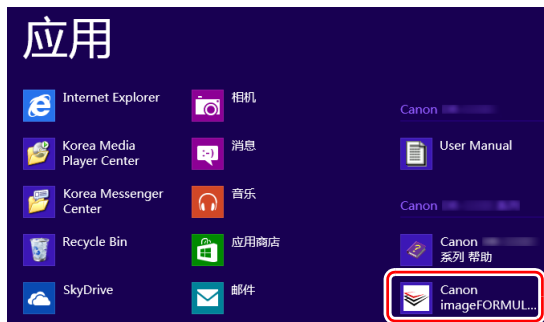 应用
Internet Explorer
Korea Media
Player Center
Korea Messenger
Center
Recycle Bin
SkyDrive
相机
消息
音乐
应用商店
邮件
Canon
User Manual
Canon
Canon
系列 帮助
Canon
imageFORMUL...